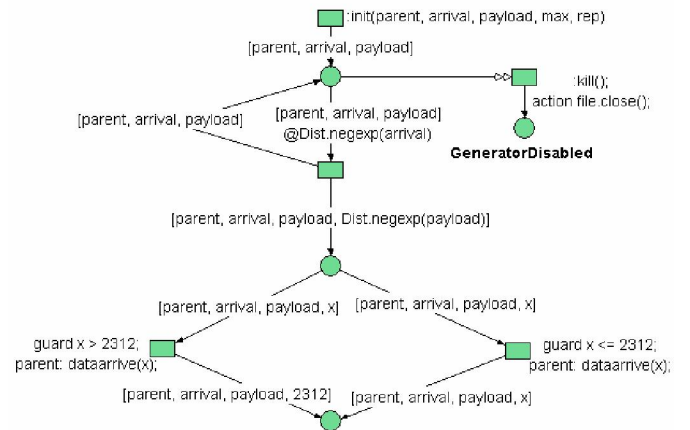 :init(parent, arrival, payload, max, rep)
[parent, arrival, payload]
:kill();
action file.close();
[parent, arrival, payload]
[parent, arrival, payload]
@Dist.negexp(arrival)
GeneratorDisabled
[parent, arrival, payload, Dist.negexp(payload)]
[parent, arrival, payload, x]
[parent, arrival, payload, x]
guard x > 2312;
parent: dataarrive(x);
guard x <= 2312;
parent: dataarrive(x);
[parent, arrival, payload, 2312]
[parent, arrival, payload, x]